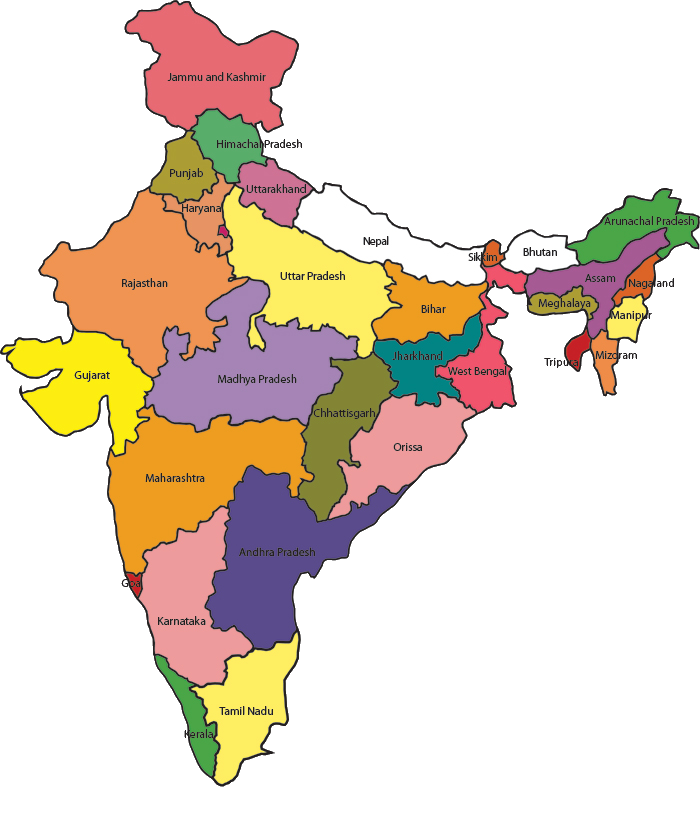 Jammu and Kashmir
Himachal Pradesh
Punjab
Uttarakhand
Haryana
Arunachal Pradesh
Nepal
Bhutan
Sikkim
Rajasthan
Uttar Pradesh
Assam
Nagaland
Meghalaya
Bihar
Manipur
Jharkhand
Mizoram
Tripura
Gujarat
Madhya Pradesh
West Bengal
Chhattisgarh
Orissa
Maharashtra
Andhra Pradesh
Goa
Karnataka
Tamil Nadu
Kerala